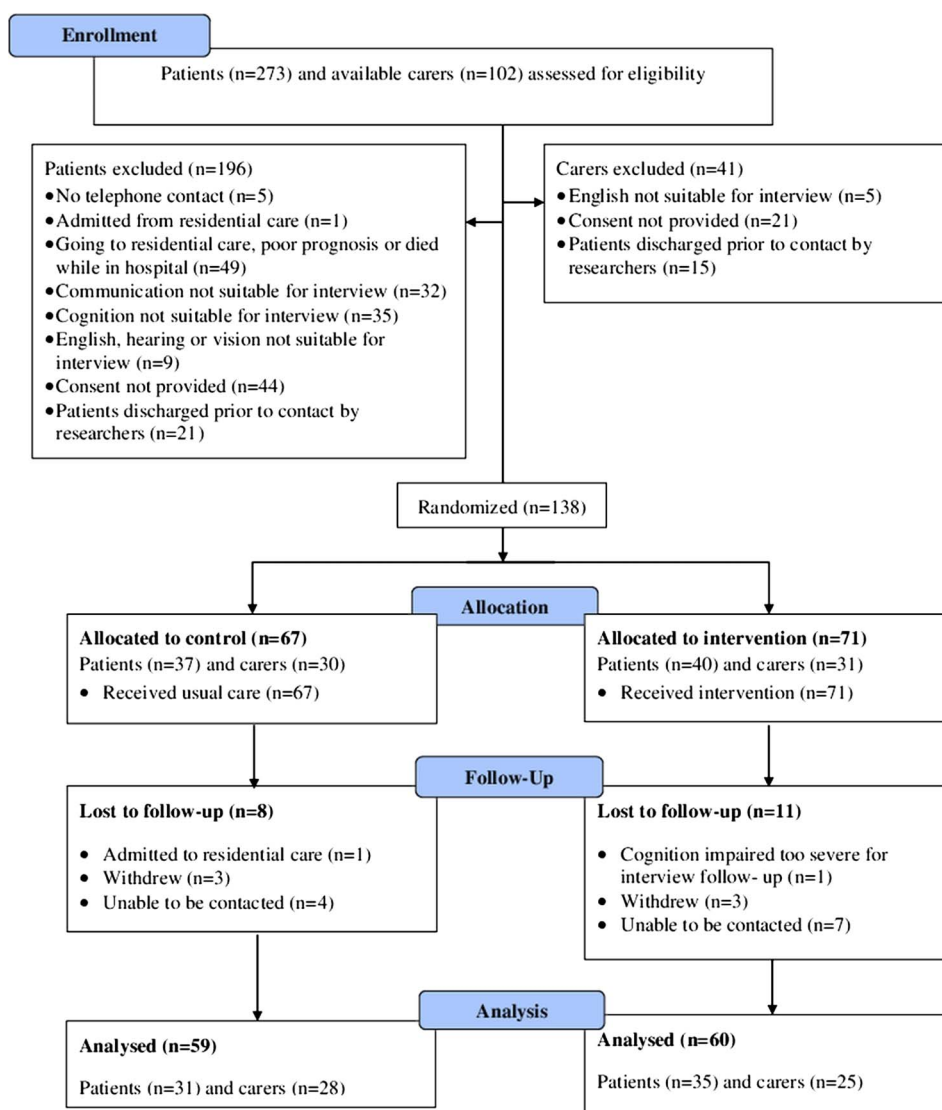 Enrollment
Patients (n=273) and available carers (102) assessed for eligibility
Patients excluded (n=196)
•No telephone contact (n=5)
•Admitted from residential care (n=1)
•Going to residential care, poor prognosis or died
while in hospital (n=49)
•Communication not suitable for interview (n=32)
•Cognition not suitable for interview (n=35)
•English, hearing or vision not suitable for
interview (n=9)
•Consent not provided (n=44)
•Patients discharged prior to contact by
researchers (n=21)
Carers excluded (n=41)
•English not suitable for interview (n=5)
•Consent not provided (n=21)
•Patients discharged prior to contact by
researchers (n=15)
Randomized (n=138)
Allocation
Allocated to control (n=67)
Patients (n=37) and carers (n=30)
• Received usual care (n=67)
Allocated to intervention (n=71)
Patients (n=40) and carers (n=31)
• Received intervention (n=71)
Follow-Up
Lost to follow-up (n=8)
• Admitted to residential care (n=1)
• Withdrew (n=3)
• Unable to be contacted (n=4)
Lost to follow-up (n=11)
• Cognition impaired too severe for
interview follow- up (n=1)
• Withdrew (n=3)
• Unable to be contacted (n=7)
Analysis
Analysed (n=59)
Patients (n=31) and carers (n=28)
Analysed (n=60)
Patients (n=35) and carers (n=25)